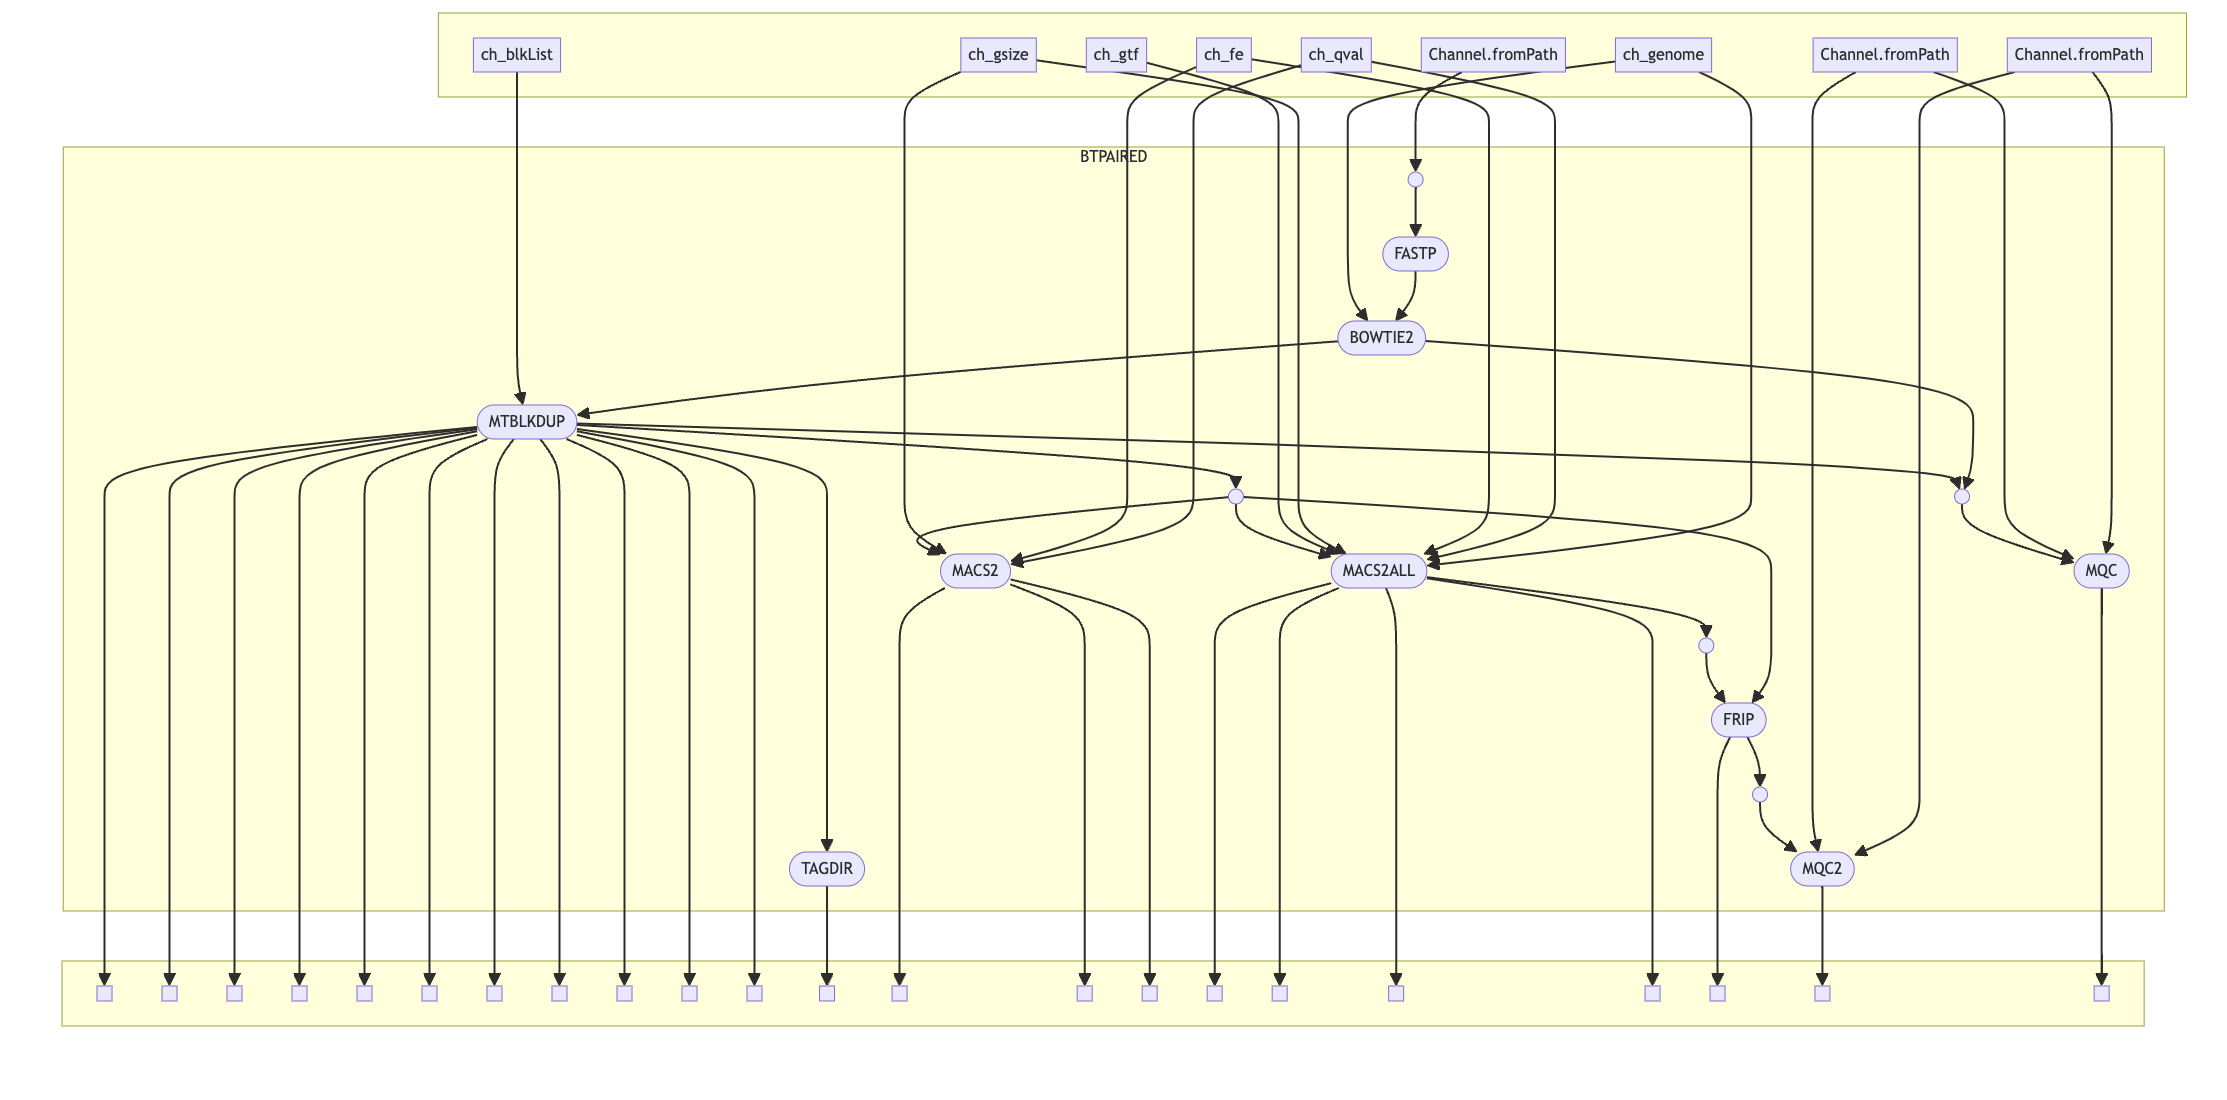 ch_blkList
ch_gsize
ch_gtf
ch_fe
ch_qval
Channel.fromPath
ch_genome
Channel.fromPath
Channel.fromPath
BTPAIRED
FASTP
BOWTIE2
MTBLKDUP
MACS2
MACS2ALL
MQC
FRIP
TAGDIR
MQC2